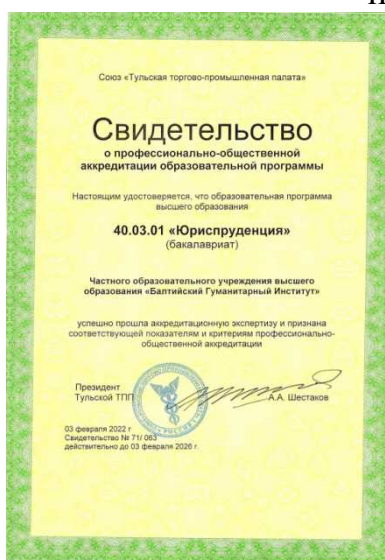 Союз «Тульская торгово-промышленная палата»
Свидетельство
о профессионально-общественной
аккредитации образовательной программы
Настоящим удостоверяется, что образовательная программа
высшего образования
40.03.01 «Юриспруденция»
(бакалавриат)
Частного образовательного учреждения высшего
образования «Балтийский Гуманитарный Институт»
успешно прошла аккредитационную экспертизу и признана
соответствующей показателям и критериям профессионально-
общественной аккредитации
Президент
Тульской ТПП
А.А. Шестаков
03 февраля 2022 г
Свидетельство № 71/ 063
действительно до 03 февраля 2026 г.